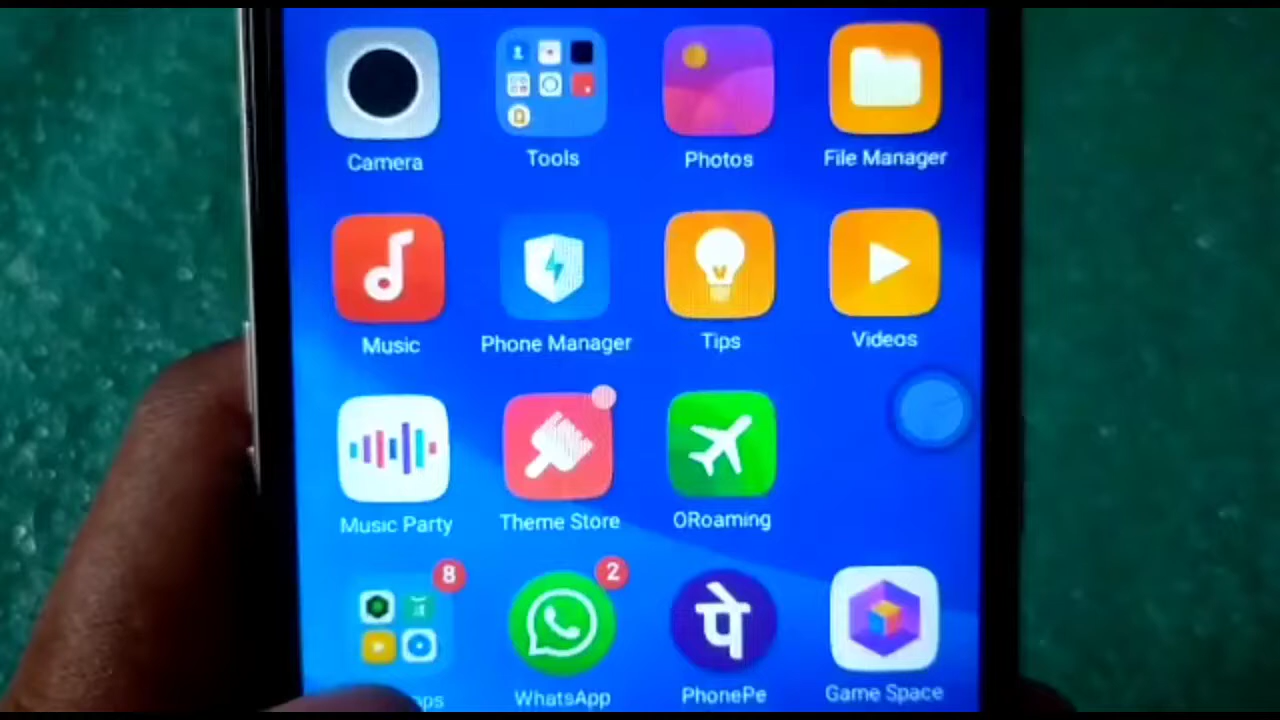 Camera
Tools
Photos
File Manager
Music
Phone Manager
Tips
Videos
Music Party
Theme Store
ORoaming
8
2
पे
WhatsApp
PhonePe
Game Space